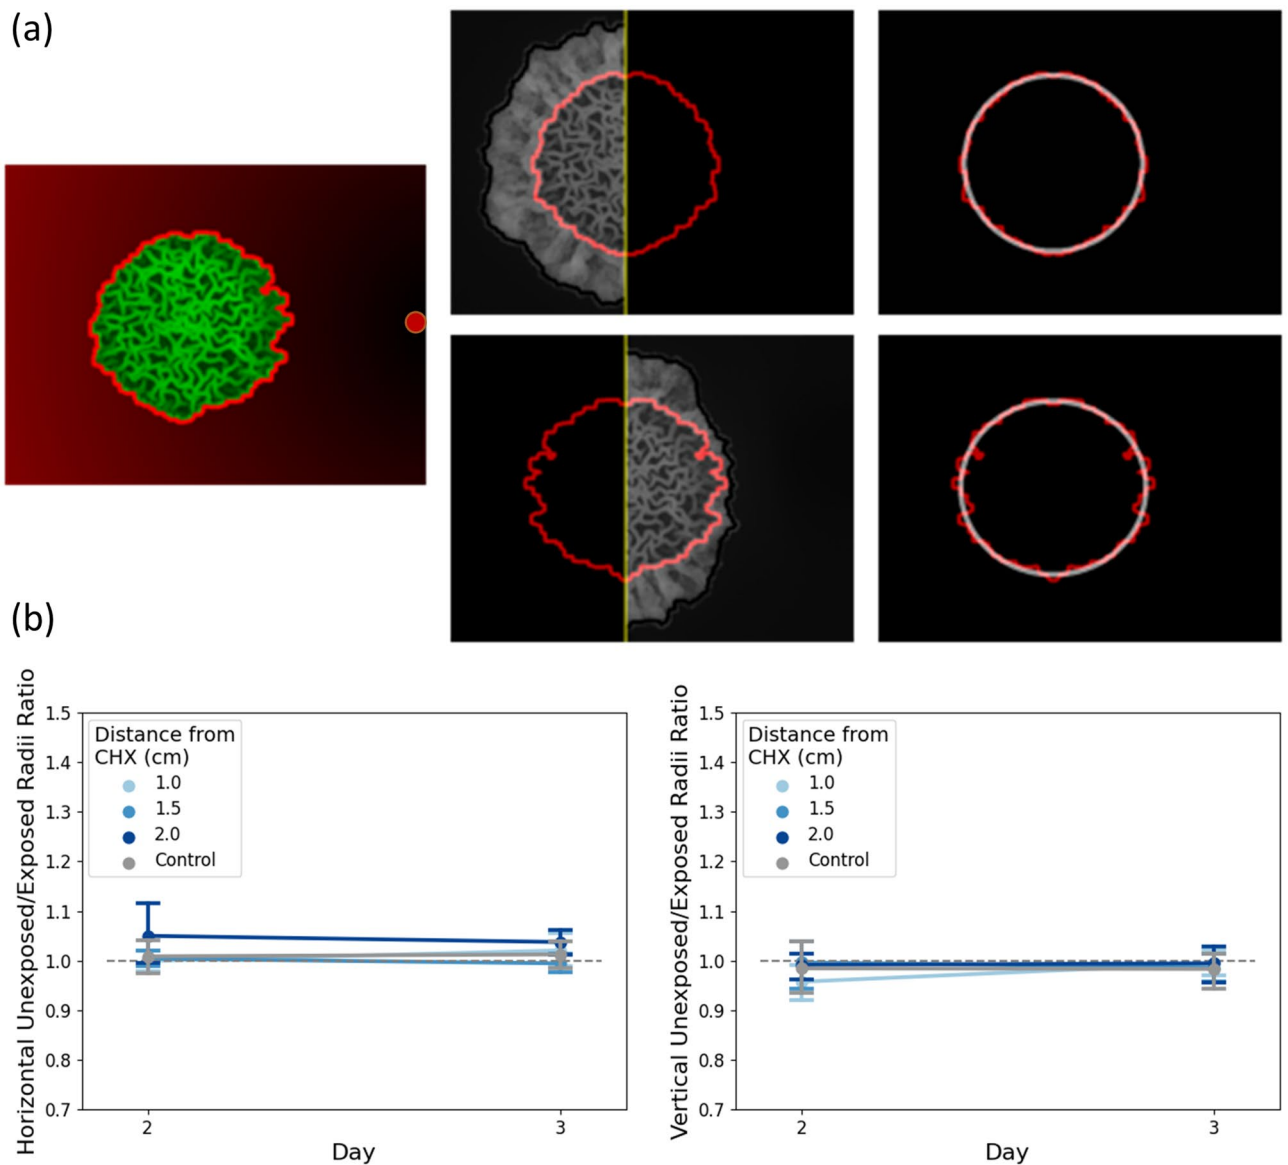 (a)
(b)
Horizontal Unexposed/Exposed Radii Ratio
1.5
1.4
1.3
1.2
1.1
1.0
0.9
0.8
0.7
Distance from
CHX (cm)
1.0
1.5
2.0
Control
2
3
Day
Vertical Unexposed/Exposed Radii Ratio
1.5
1.4
1.3
1.2
1.1
1.0
0.9
0.8
0.7
Distance from
CHX (cm)
1.0
1.5
2.0
Control
2
3
Day